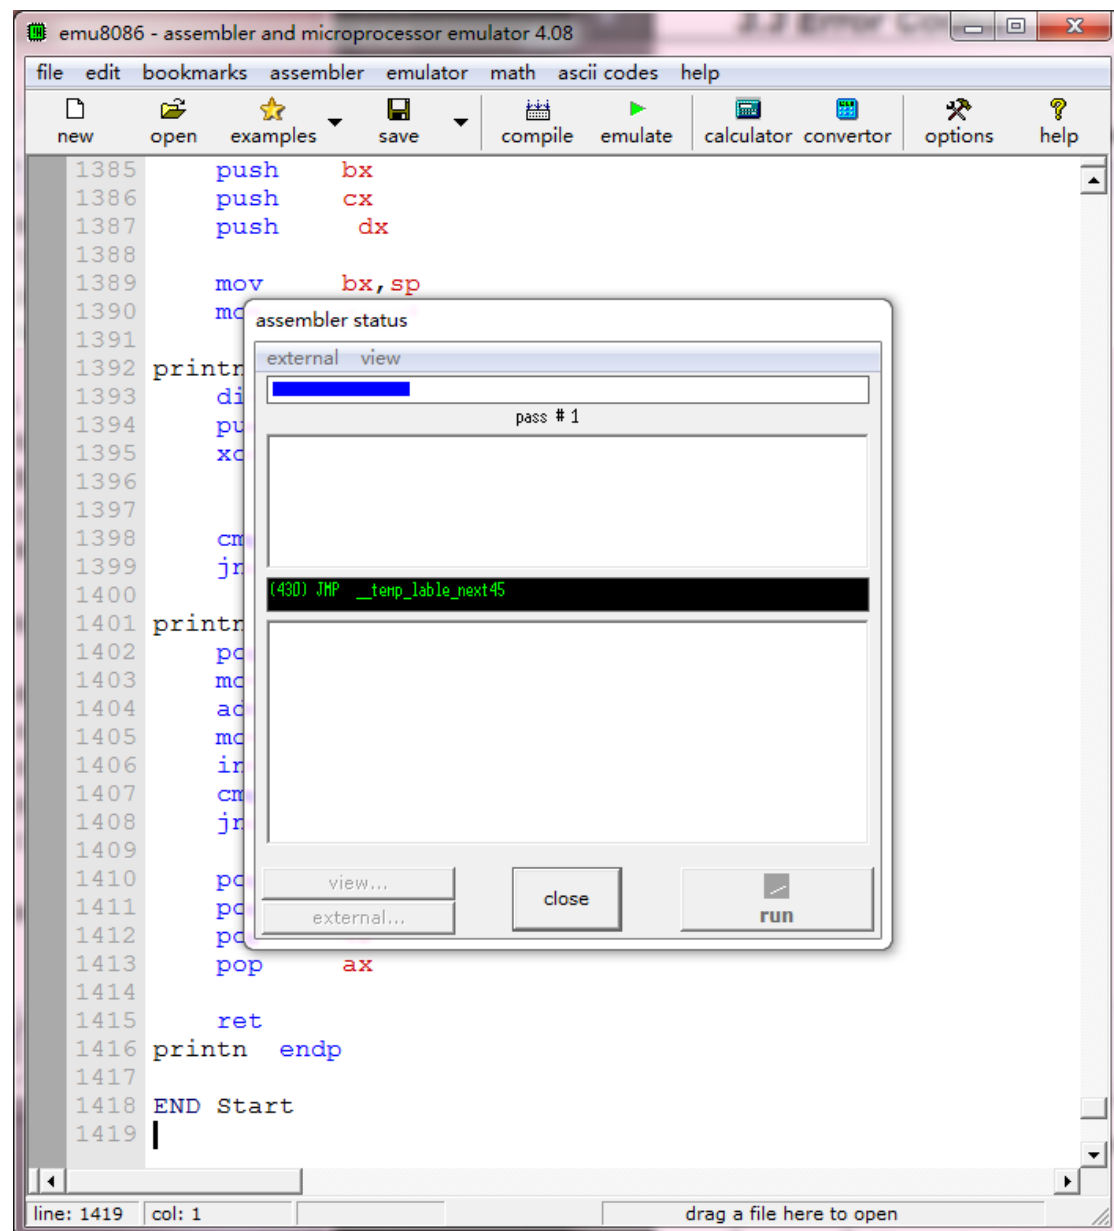 emu8086 - assembler and microprocessor emulator 4.08
file edit bookmarks assembler emulator math ascii codes help
new open examples save compile emulate calculator convertor options help
1385 push bx
1386 push cx
1387 push dx
1388
1389 mov bx,sp
1390
assembler status
1391
external view
1392
1393
pass # 1
1394
1395
1396
1397
1398
1399
(430) JMP __temp_lable_next45
1400
1401
1402
1403
1404
1405
1406
1407
1408
1409
1410
view...
close
run
1411
external...
1412
1413 pop ax
1414
1415 ret
1416 printn endp
1417
1418 END Start
1419
line: 1419 col: 1 drag a file here to open